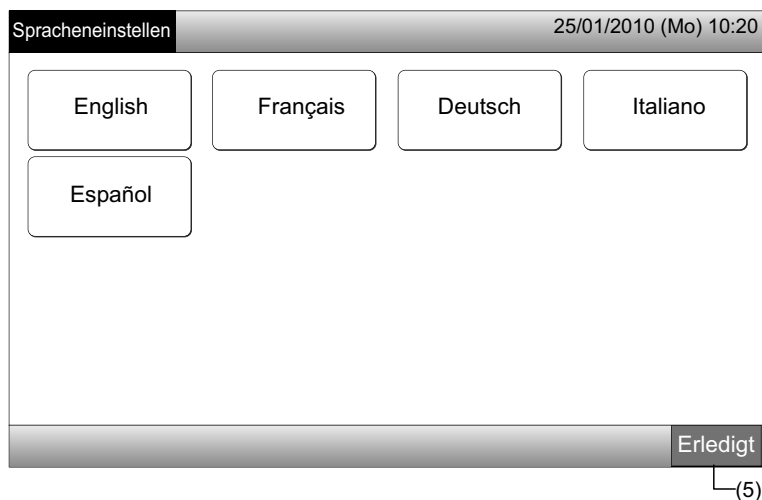 Spracheneinstellen
25/01/2010 (Mo) 10:20
English
Français
Deutsch
Italiano
Español
Erledigt
(5)